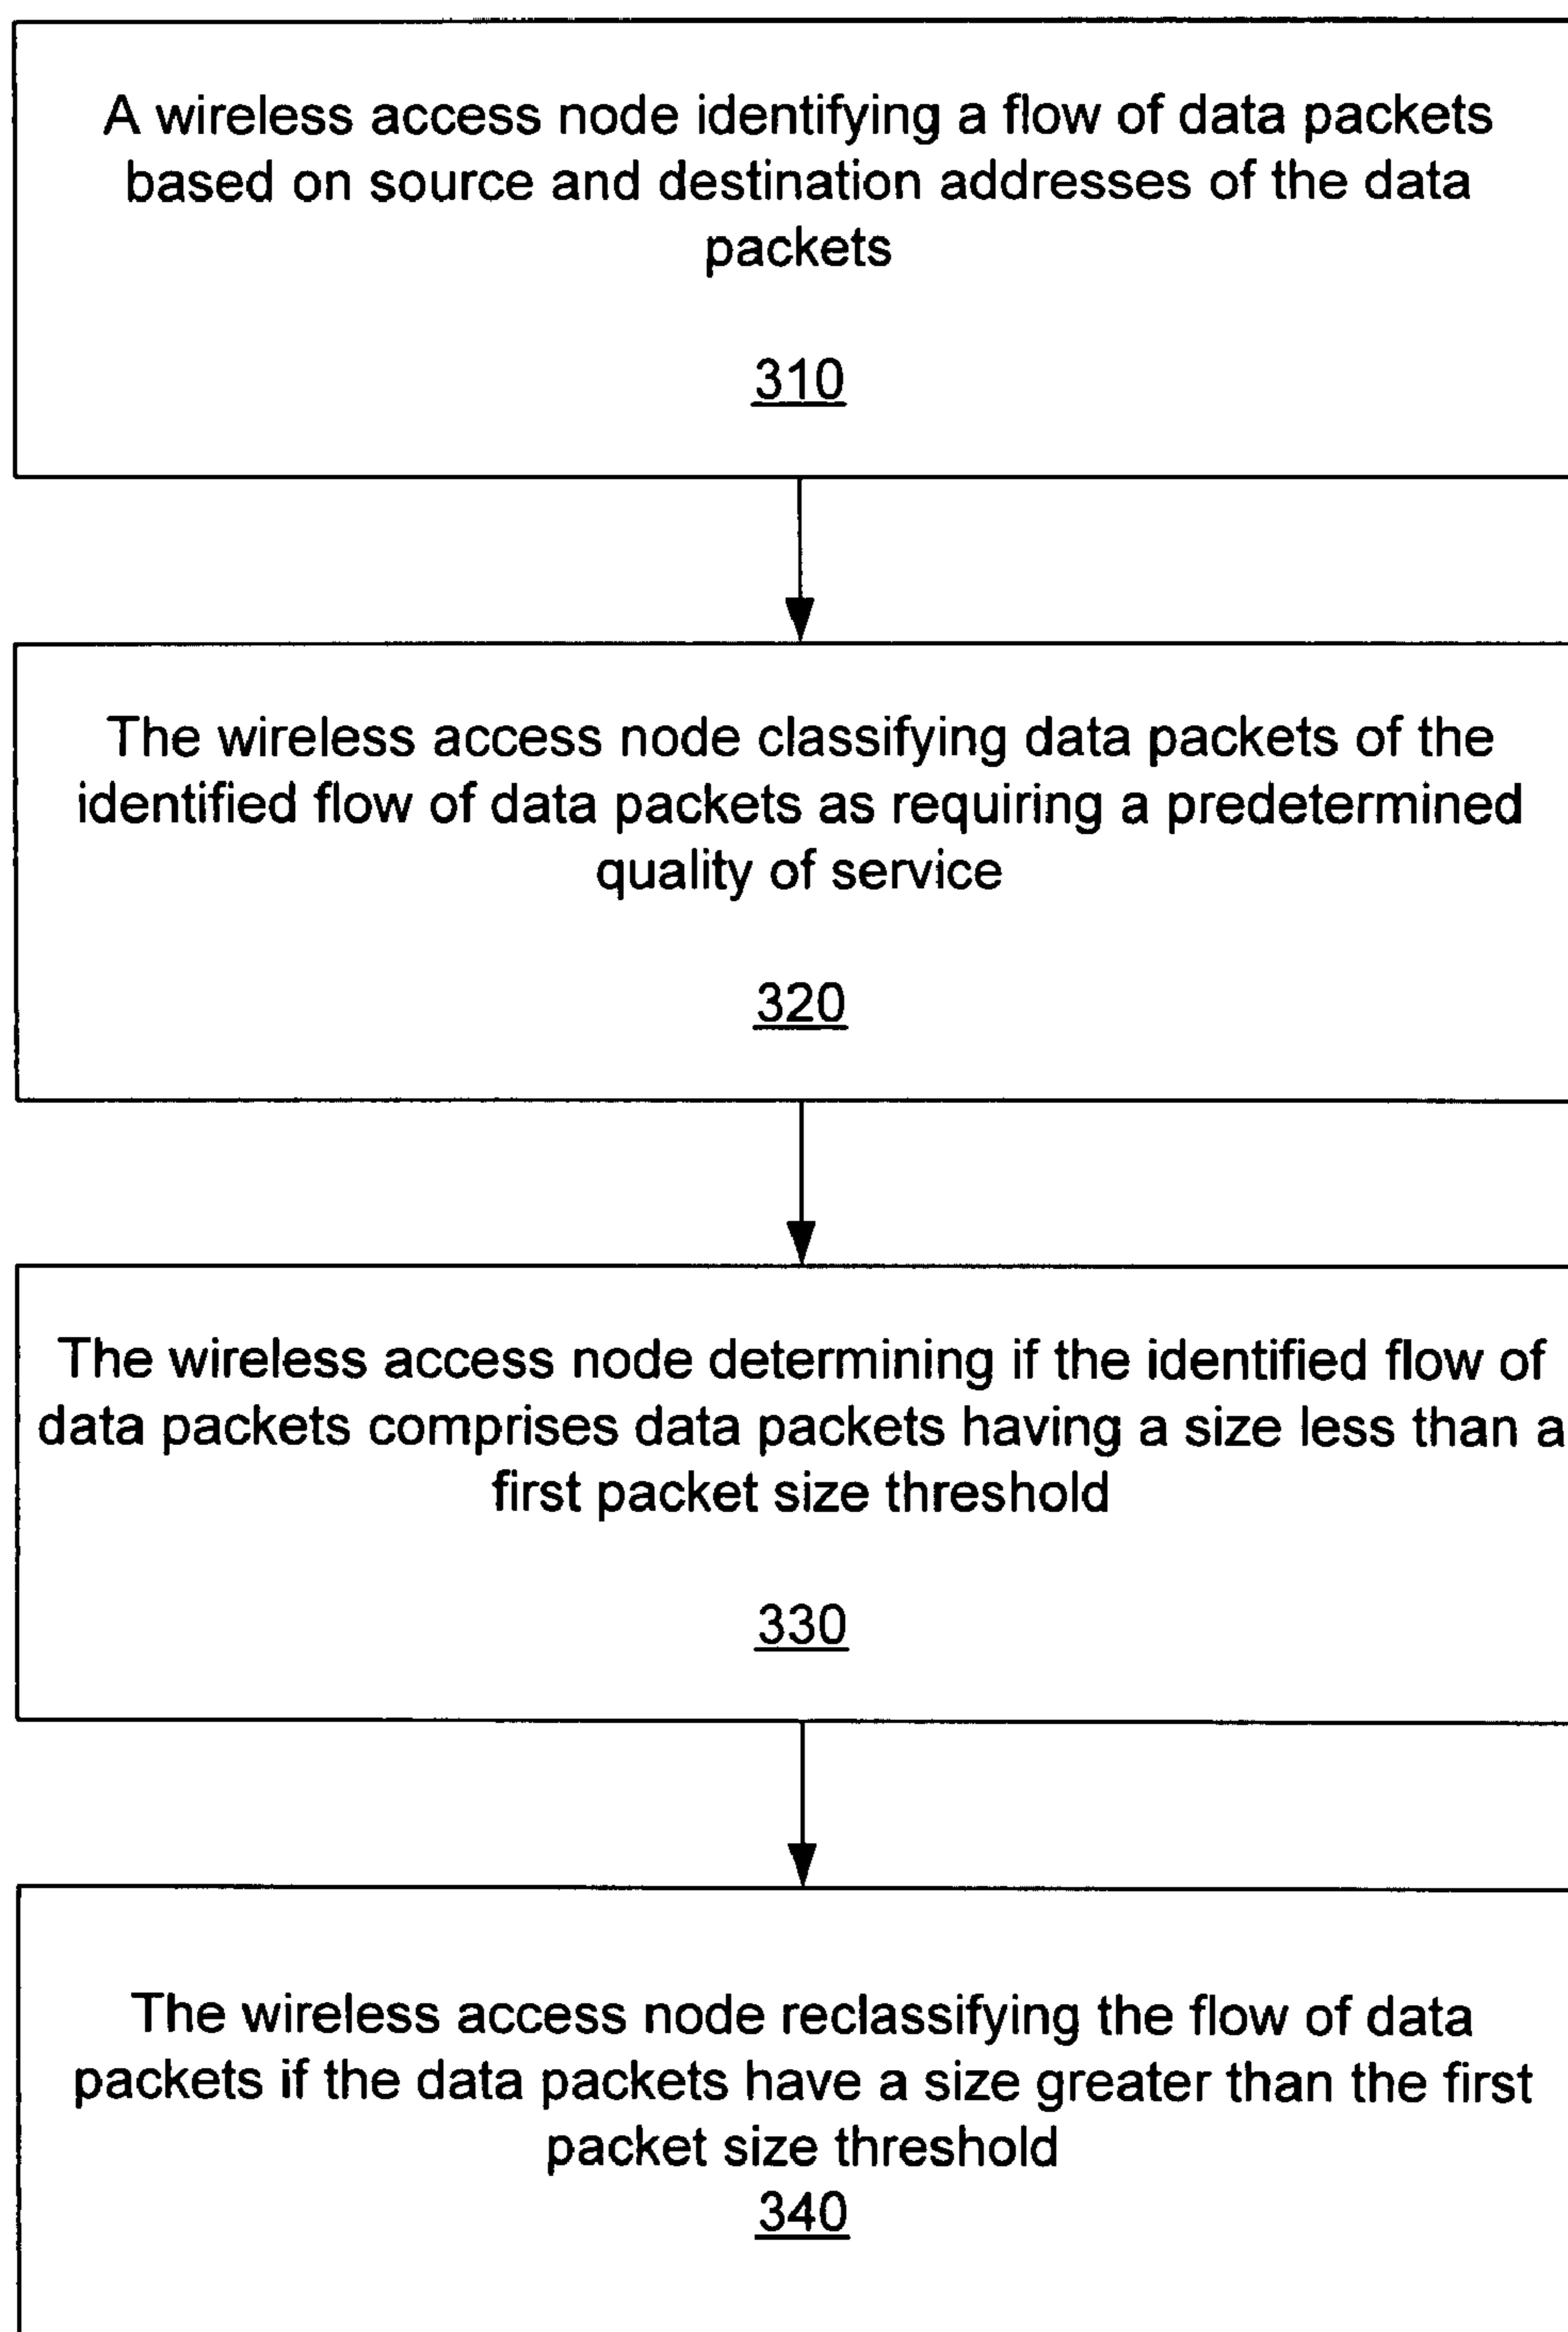 A wireless access node identifying a flow of data packets
based on source and destination addresses of the data
packets
310
The wireless access node classifying data packets of the
identified flow of data packets as requiring a predetermined
quality of service
320
The wireless access node determining if the identified flow of
data packets comprises data packets having a size less than a
first packet size threshold
330
The wireless access node reclassifying the flow of data
packets if the data packets have a size greater than the first
packet size threshold
340